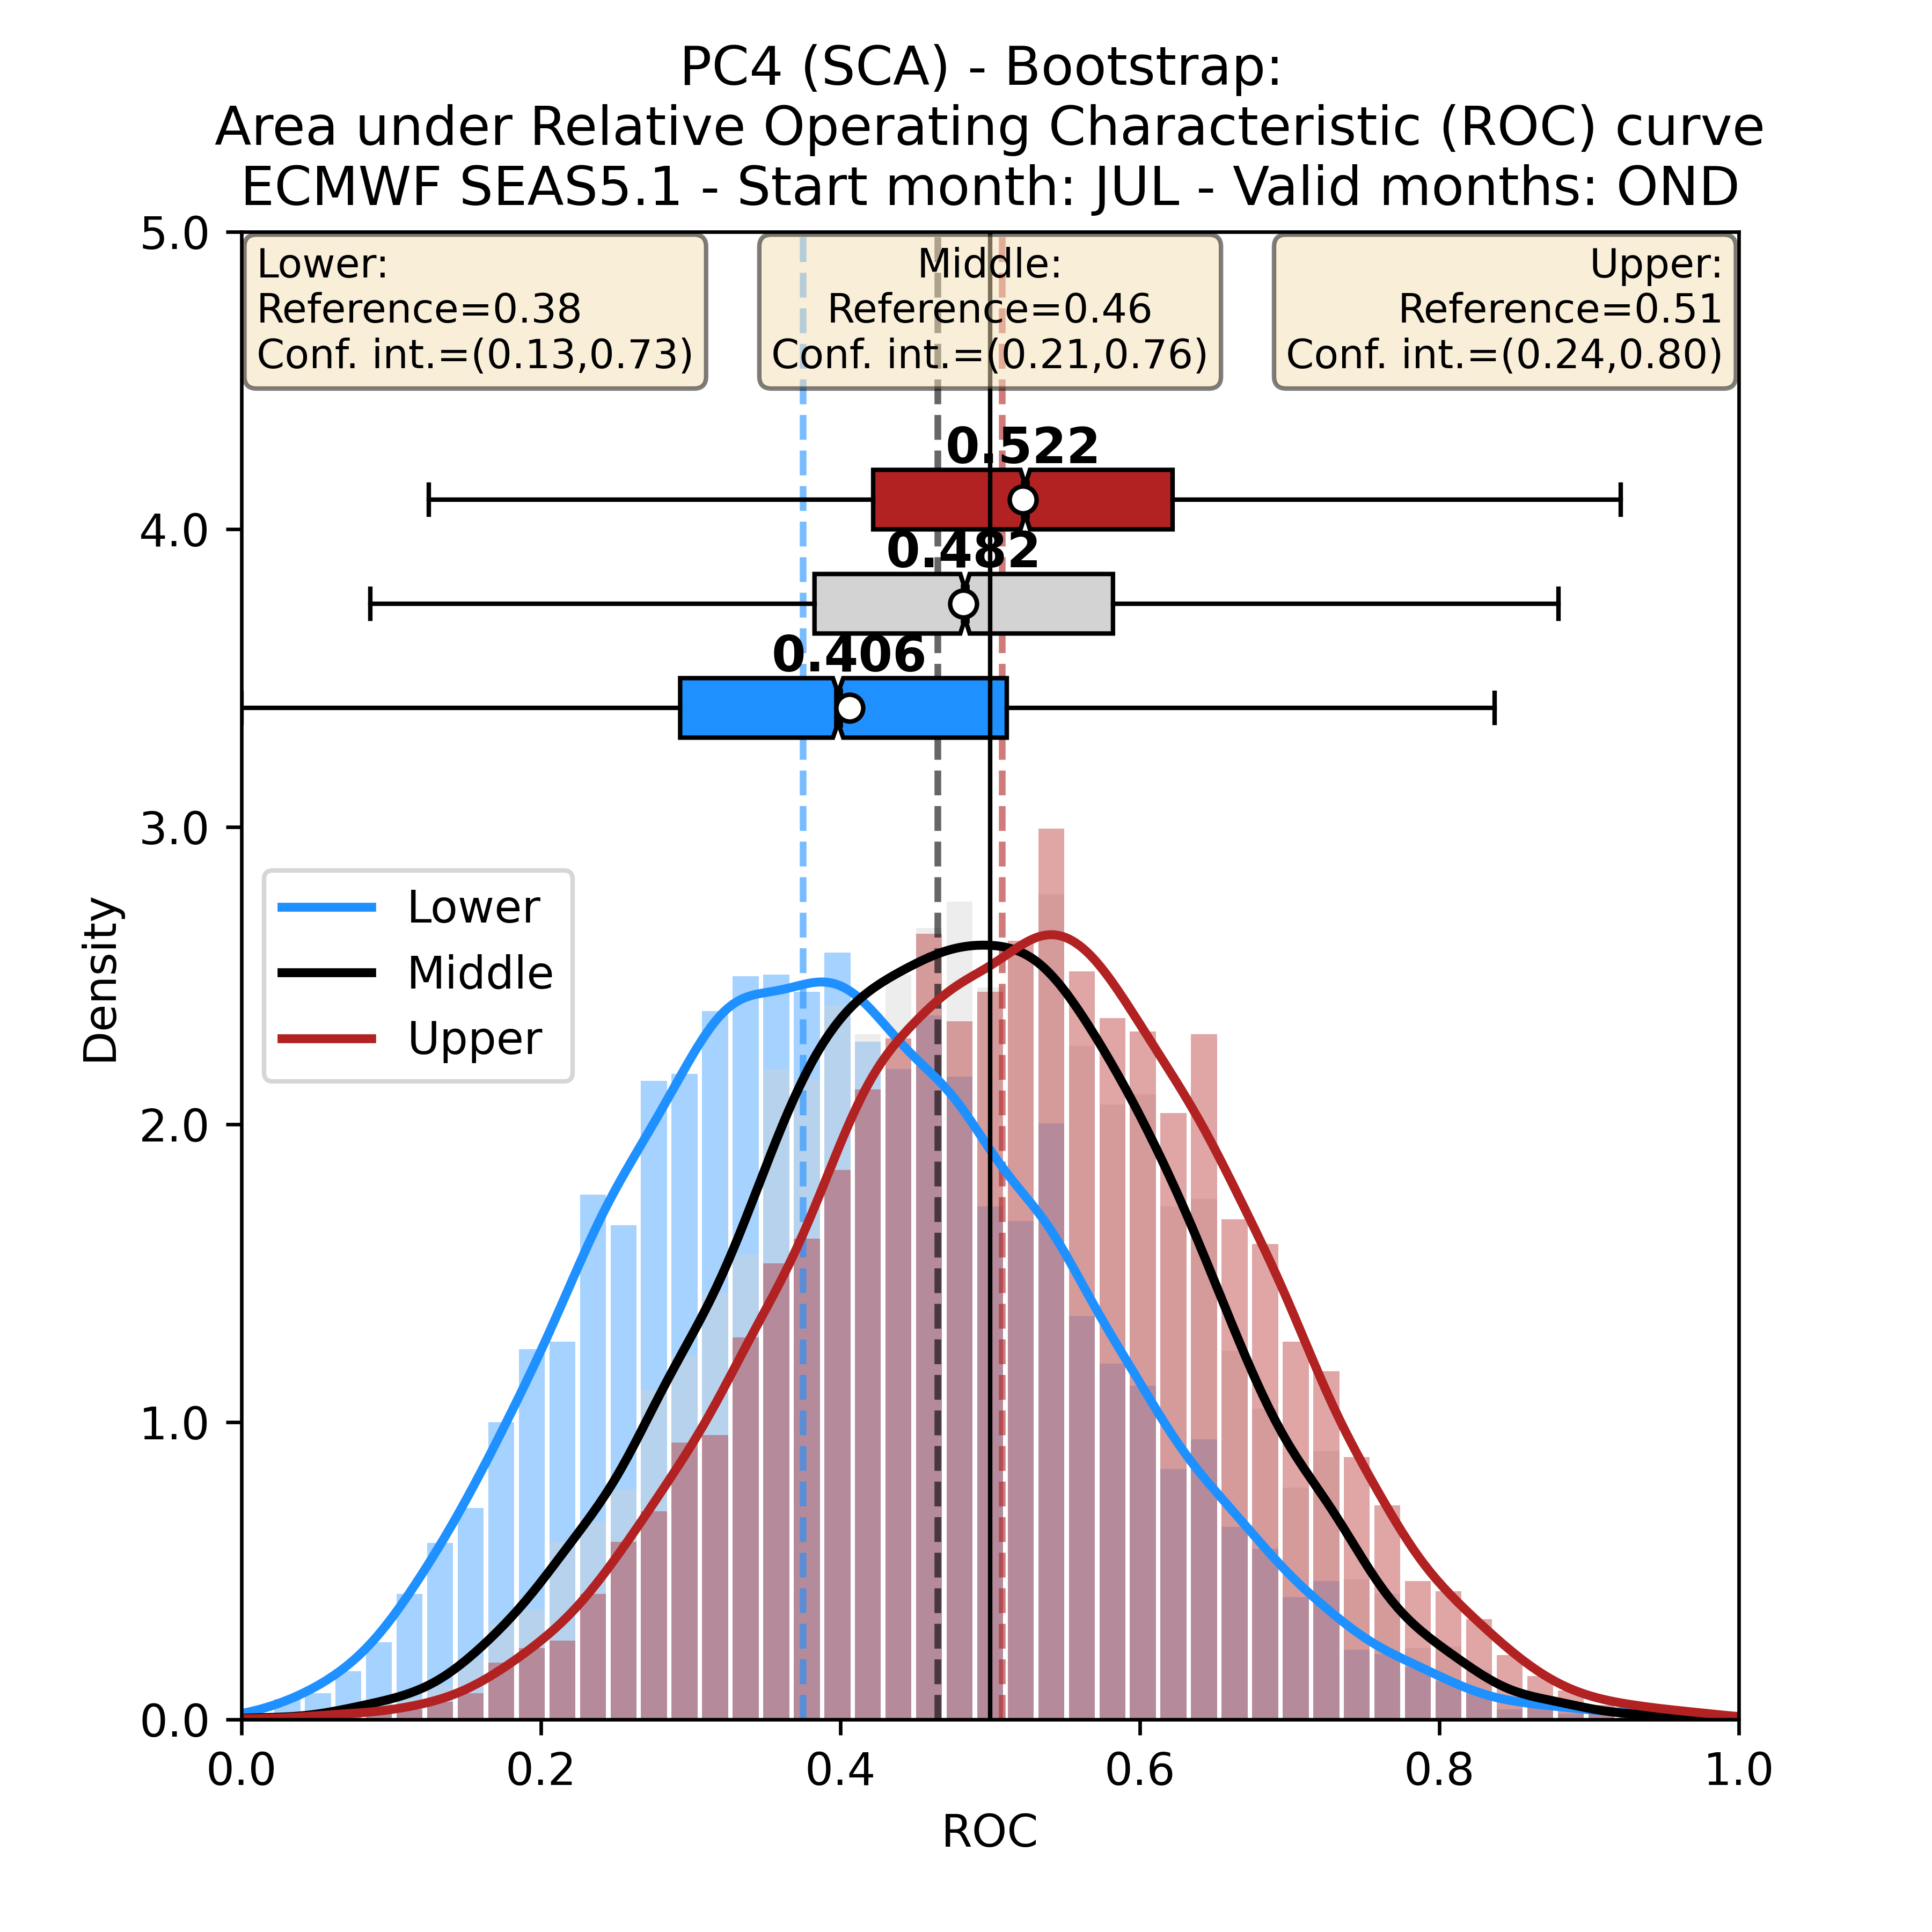 PC4 (SCA) - Bootstrap:
Area under Relative Operating Characteristic (ROC) curve
ECMWF SEAS5.1 - Start month: JUL - Valid months: OND
5.0
Lower:
Reference=0.38
Conf. int.=(0.13,0.73)
Middle:
Reference=0.46
Conf. int.=(0.21,0.76)
Upper:
Reference=0.51
Conf. int.=(0.24,0.80)
0.522
4.0
0.482
0.406
3.0
Lower
Middle
Upper
Density
2.0
1.0
0.0
0.0 0.2 0.4 0.6 0.8 1.0
ROC